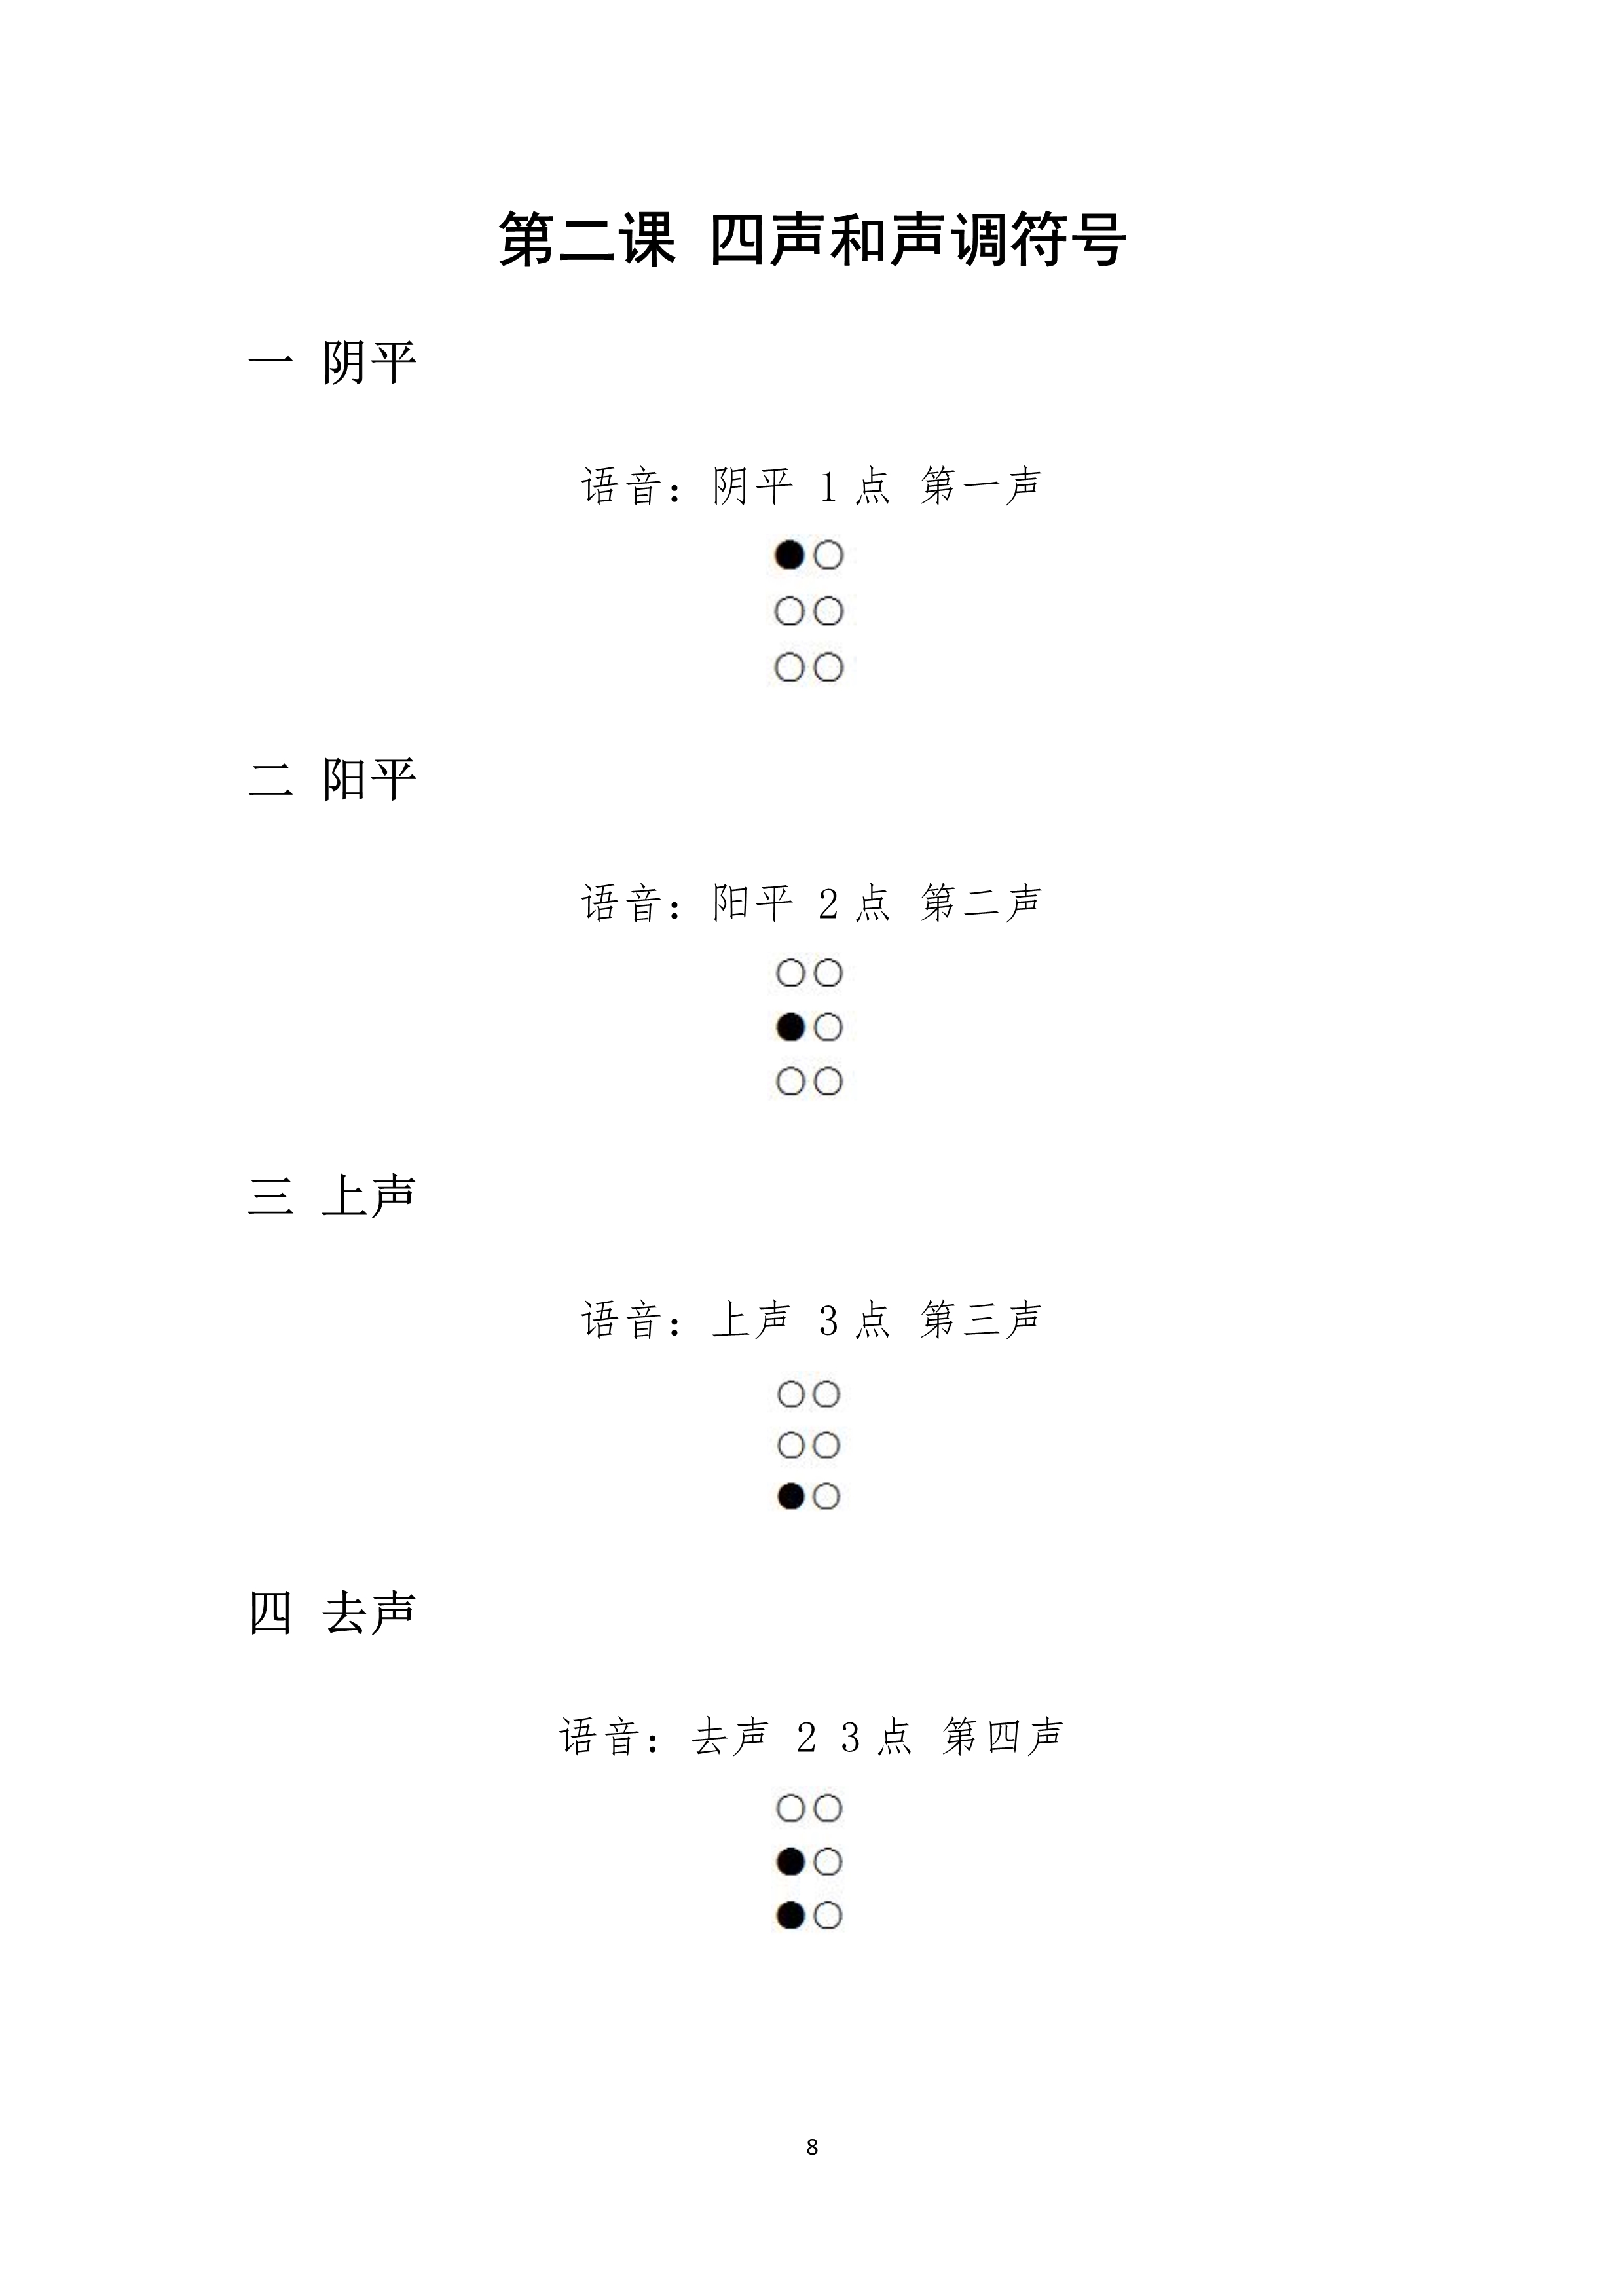 第二课 四声和声调符号
一 阴平
语音：阴平 1 点 第一声
●○
○○
○○
二 阳平
语音：阳平 2 点 第二声
○○
●○
○○
三 上声
语音：上声 3 点 第三声
○○
○○
●○
四 去声
语音：去声 2 3 点 第四声
○○
●○
●○
8